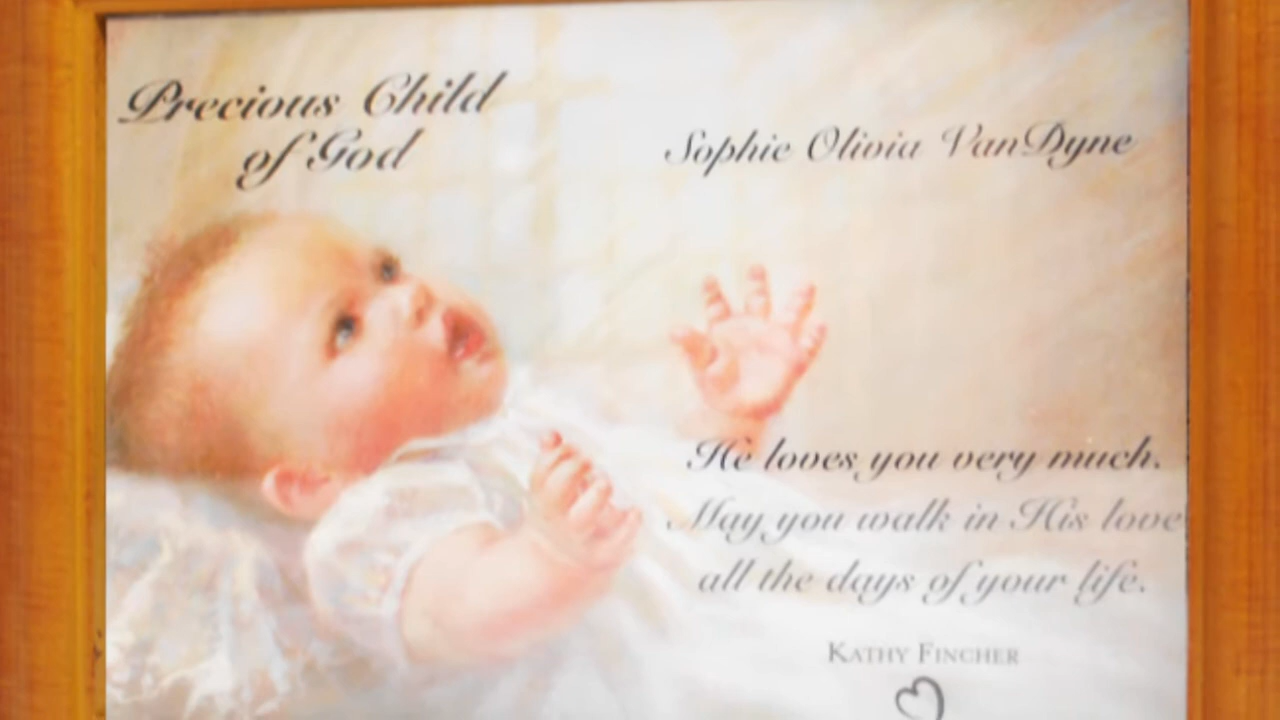 Precious Child
of God
Sophie Olivia VanDyne
He loves you very much.
May you walk in His love
all the days of your life.
KATHY FINCHER